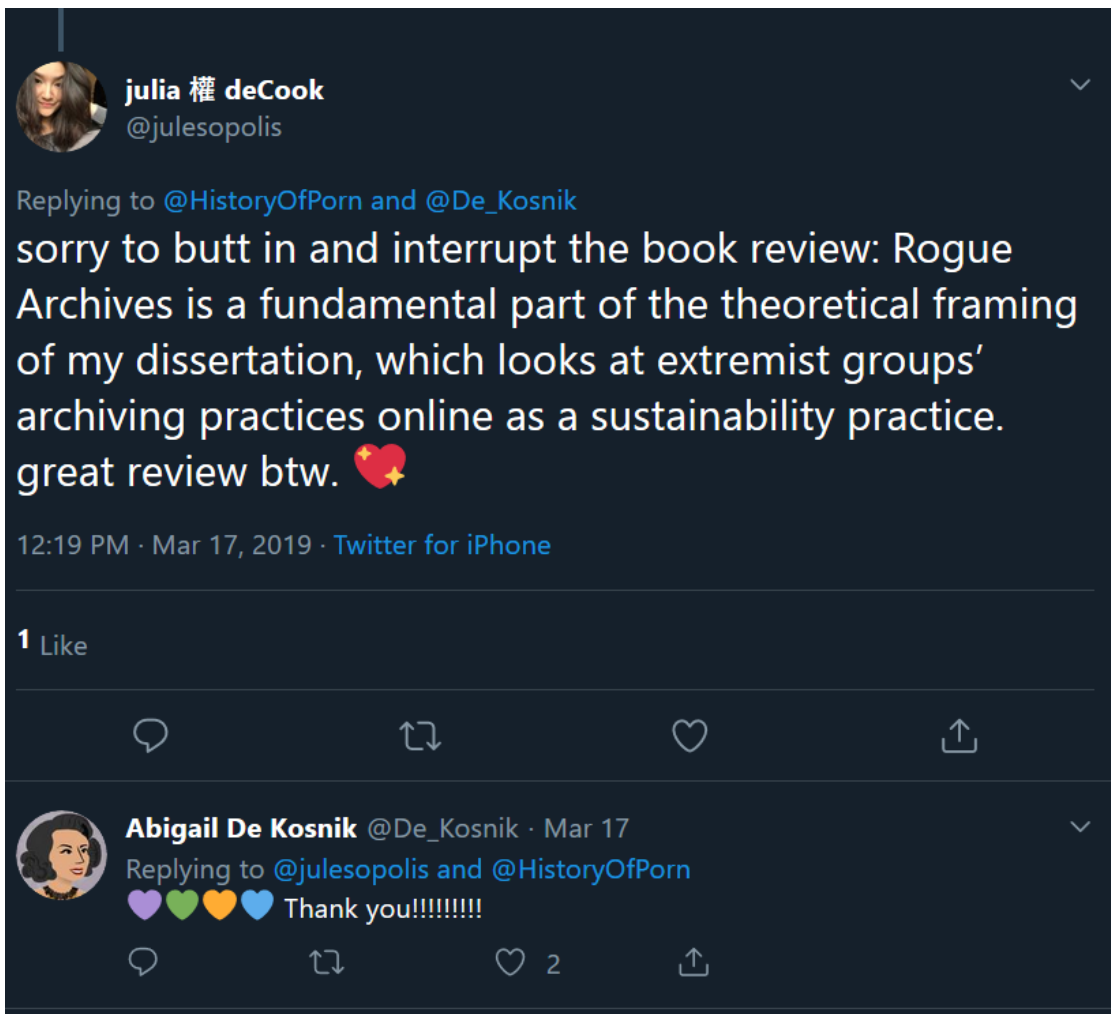 julia 權 deCook
@julesopolis
Replying to @HistoryOfPorn and @De_Kosnik
sorry to butt in and interrupt the book review: Rogue
Archives is a fundamental part of the theoretical framing
of my dissertation, which looks at extremist groups’
archiving practices online as a sustainability practice.
great review btw. 💖
12:19 PM · Mar 17, 2019 · Twitter for iPhone
1 Like
Abigail De Kosnik @De_Kosnik · Mar 17
Replying to @julesopolis and @HistoryOfPorn
💜💚🧡💙 Thank you!!!!!!!!!
2